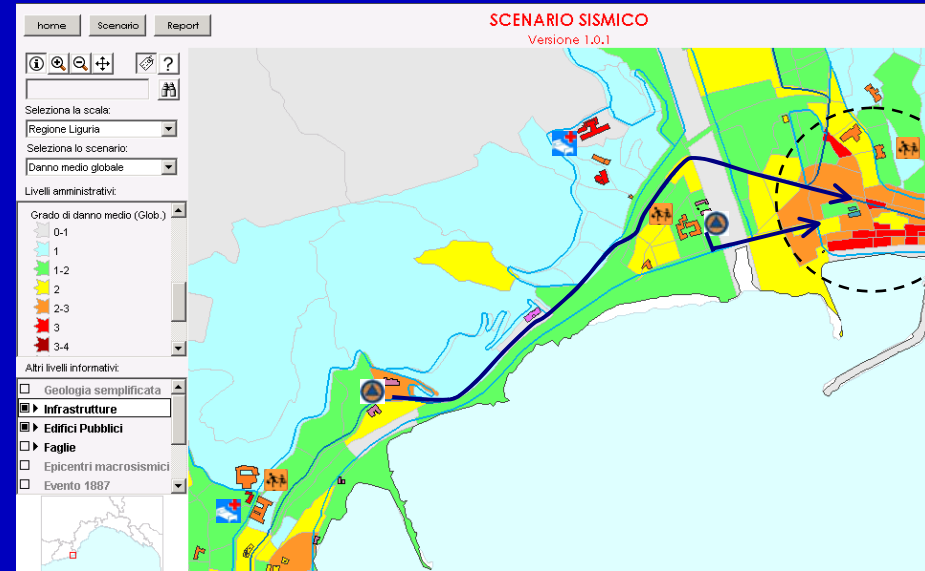 SCENARIO SISMICO
Versione 1.0.1
home Scenario Report
?
Seleziona la scala:
Regione Liguria
Seleziona lo scenario:
Danno medio globale
Livelli amministrativi:
Grado di danno medio (Glob.)
0-1
1
1-2
2
2-3
3
3-4
Altri livelli informativi:
Geologia semplificata
Infrastrutture
Edifici Pubblici
Faglie
Epicentri macrosismici
Evento 1887